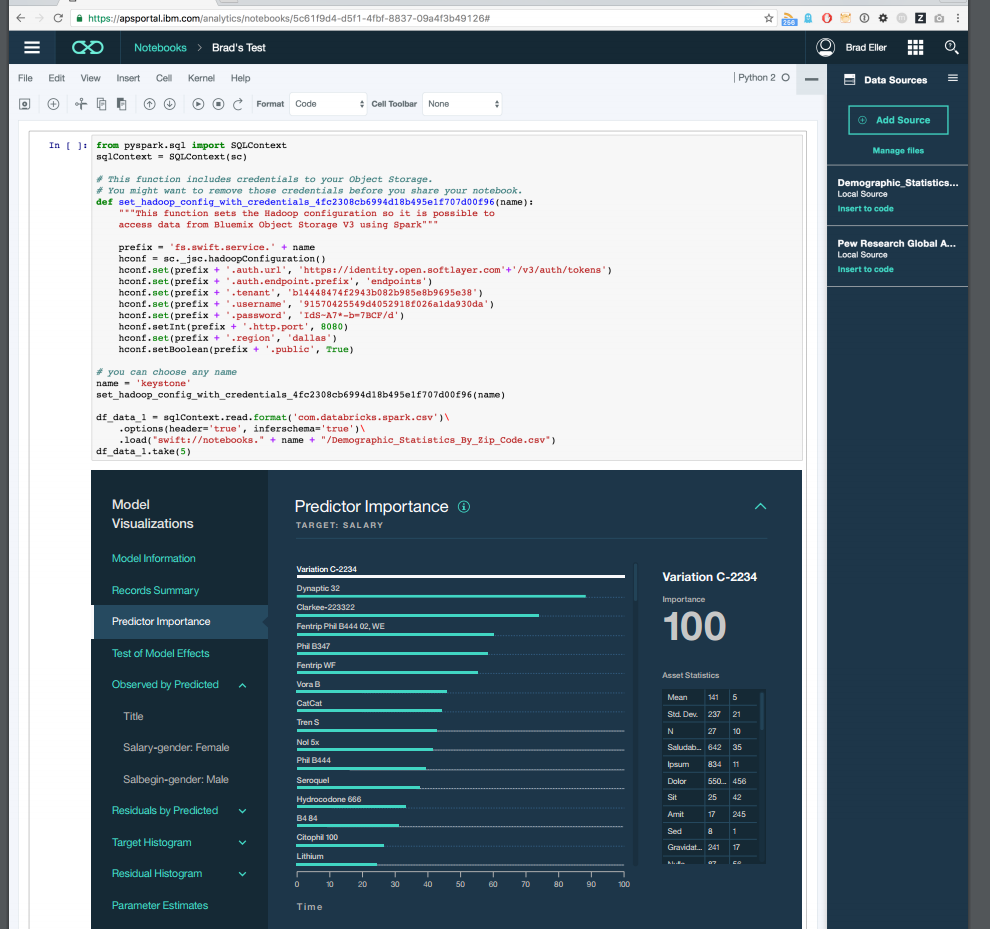 https://apsportal.ibm.com/analytics/notebooks/5c61f9d4-d5f1-4fbf-8837-09a4f3b49126#
256
Z
Notebooks > Brad's Test
Brad Eller
File Edit View Insert Cell Kernel Help
Python 2
Format Code Cell Toolbar None
Data Sources
Add Source
Manage files
Demographic_Statistics...
Local Source
Insert to code
Pew Research Global A...
Local Source
Insert to code
In [ ]:
from pyspark.sql import SQLContext
sqlContext = SQLContext(sc)
# This function includes credentials to your Object Storage.
# You might want to remove those credentials before you share your notebook.
def set_hadoop_config_with_credentials_4fc2308cb6994d18b495e1f707d00f96(name):
"""This function sets the Hadoop configuration so it is possible to
access data from Bluemix Object Storage V3 using Spark"""
prefix = 'fs.swift.service.' + name
hconf = sc._jsc.hadoopConfiguration()
hconf.set(prefix + '.auth.url', 'https://identity.open.softlayer.com'+'/v3/auth/tokens')
hconf.set(prefix + '.auth.endpoint.prefix', 'endpoints')
hconf.set(prefix + '.tenant', 'b14448474f2943b082b985e8b9695e38')
hconf.set(prefix + '.username', '91570425549d4052918f026a1da930da')
hconf.set(prefix + '.password', 'IdS~A7*-b=7BCF/d')
hconf.setInt(prefix + '.http.port', 8080)
hconf.set(prefix + '.region', 'dallas')
hconf.setBoolean(prefix + '.public', True)
# you can choose any name
name = 'keystone'
set_hadoop_config_with_credentials_4fc2308cb6994d18b495e1f707d00f96(name)
df_data_1 = sqlContext.read.format('com.databricks.spark.csv')\
.options(header='true', inferschema='true')\
.load("swift://notebooks." + name + "/Demographic_Statistics_By_Zip_Code.csv")
df_data_1.take(5)
Model
Visualizations
Model Information
Records Summary
Predictor Importance
Test of Model Effects
Observed by Predicted
Title
Salary-gender: Female
Salbegin-gender: Male
Residuals by Predicted
Target Histogram
Residual Histogram
Parameter Estimates
Predictor Importance
TARGET: SALARY
Variation C-2234
Dynaptic 32
Clarkee-223322
Fentrip Phil B444 02, WE
Phil B347
Fentrip WF
Vora B
CatCat
Tren S
Nol 5x
Phil B444
Seroquel
Hydrocodone 666
B4 84
Citophil 100
Lithium
0 10 20 30 40 50 60 70 80 90 100
Time
Variation C-2234
Importance
100
Asset Statistics
Mean 141 5
Std. Dev. 237 21
N 27 10
Saludab... 642 35
Ipsum 834 11
Dolor 550... 456
Sit 25 42
Amit 17 245
Sed 8 1
Gravidat... 241 17